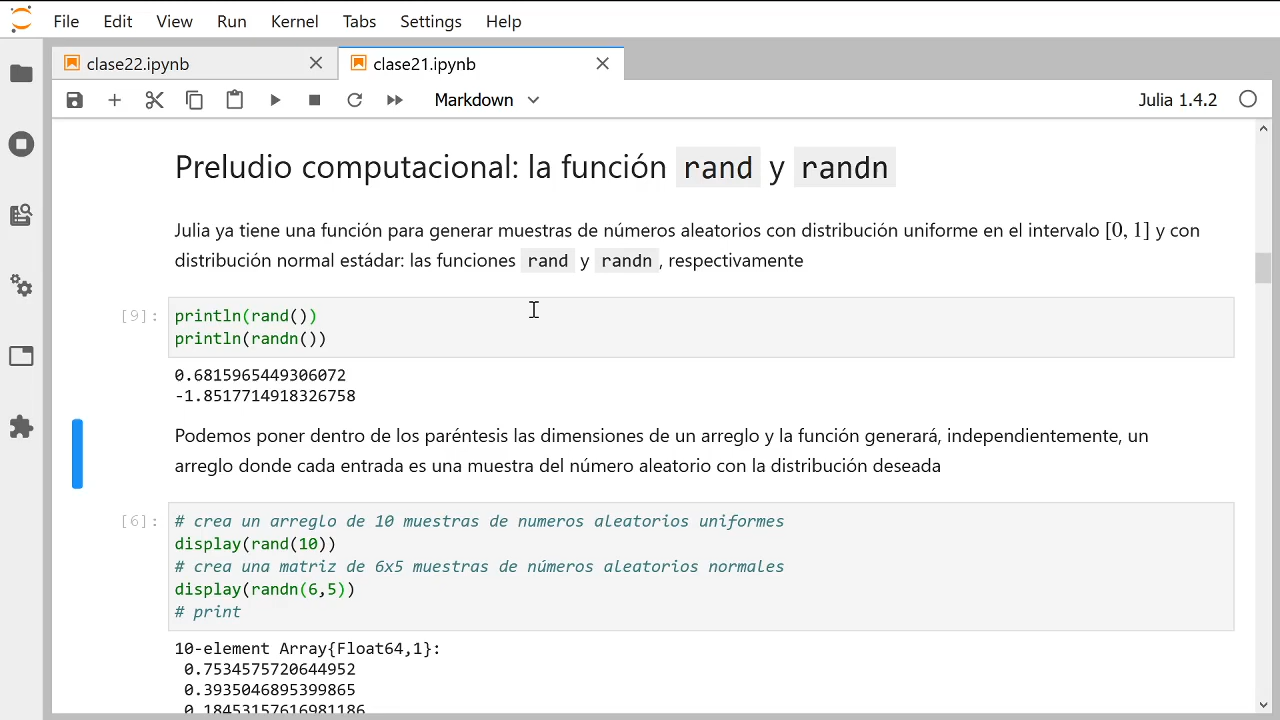 File Edit View Run Kernel Tabs Settings Help
clase22.ipynb clase21.ipynb
Markdown Julia 1.4.2
Preludio computacional: la función rand y randn
Julia ya tiene una función para generar muestras de números aleatorios con distribución uniforme en el intervalo [0, 1] y con
distribución normal estádar: las funciones rand y randn, respectivamente
[9]: println(rand())
println(randn())
0.6815965449306072
-1.8517714918326758
Podemos poner dentro de los paréntesis las dimensiones de un arreglo y la función generará, independientemente, un
arreglo donde cada entrada es una muestra del número aleatorio con la distribución deseada
[6]: # crea un arreglo de 10 muestras de numeros aleatorios uniformes
display(rand(10))
# crea una matriz de 6x5 muestras de números aleatorios normales
display(randn(6,5))
# print
10-element Array{Float64,1}:
0.7534575720644952
0.3935046895399865
0.18453157616981186